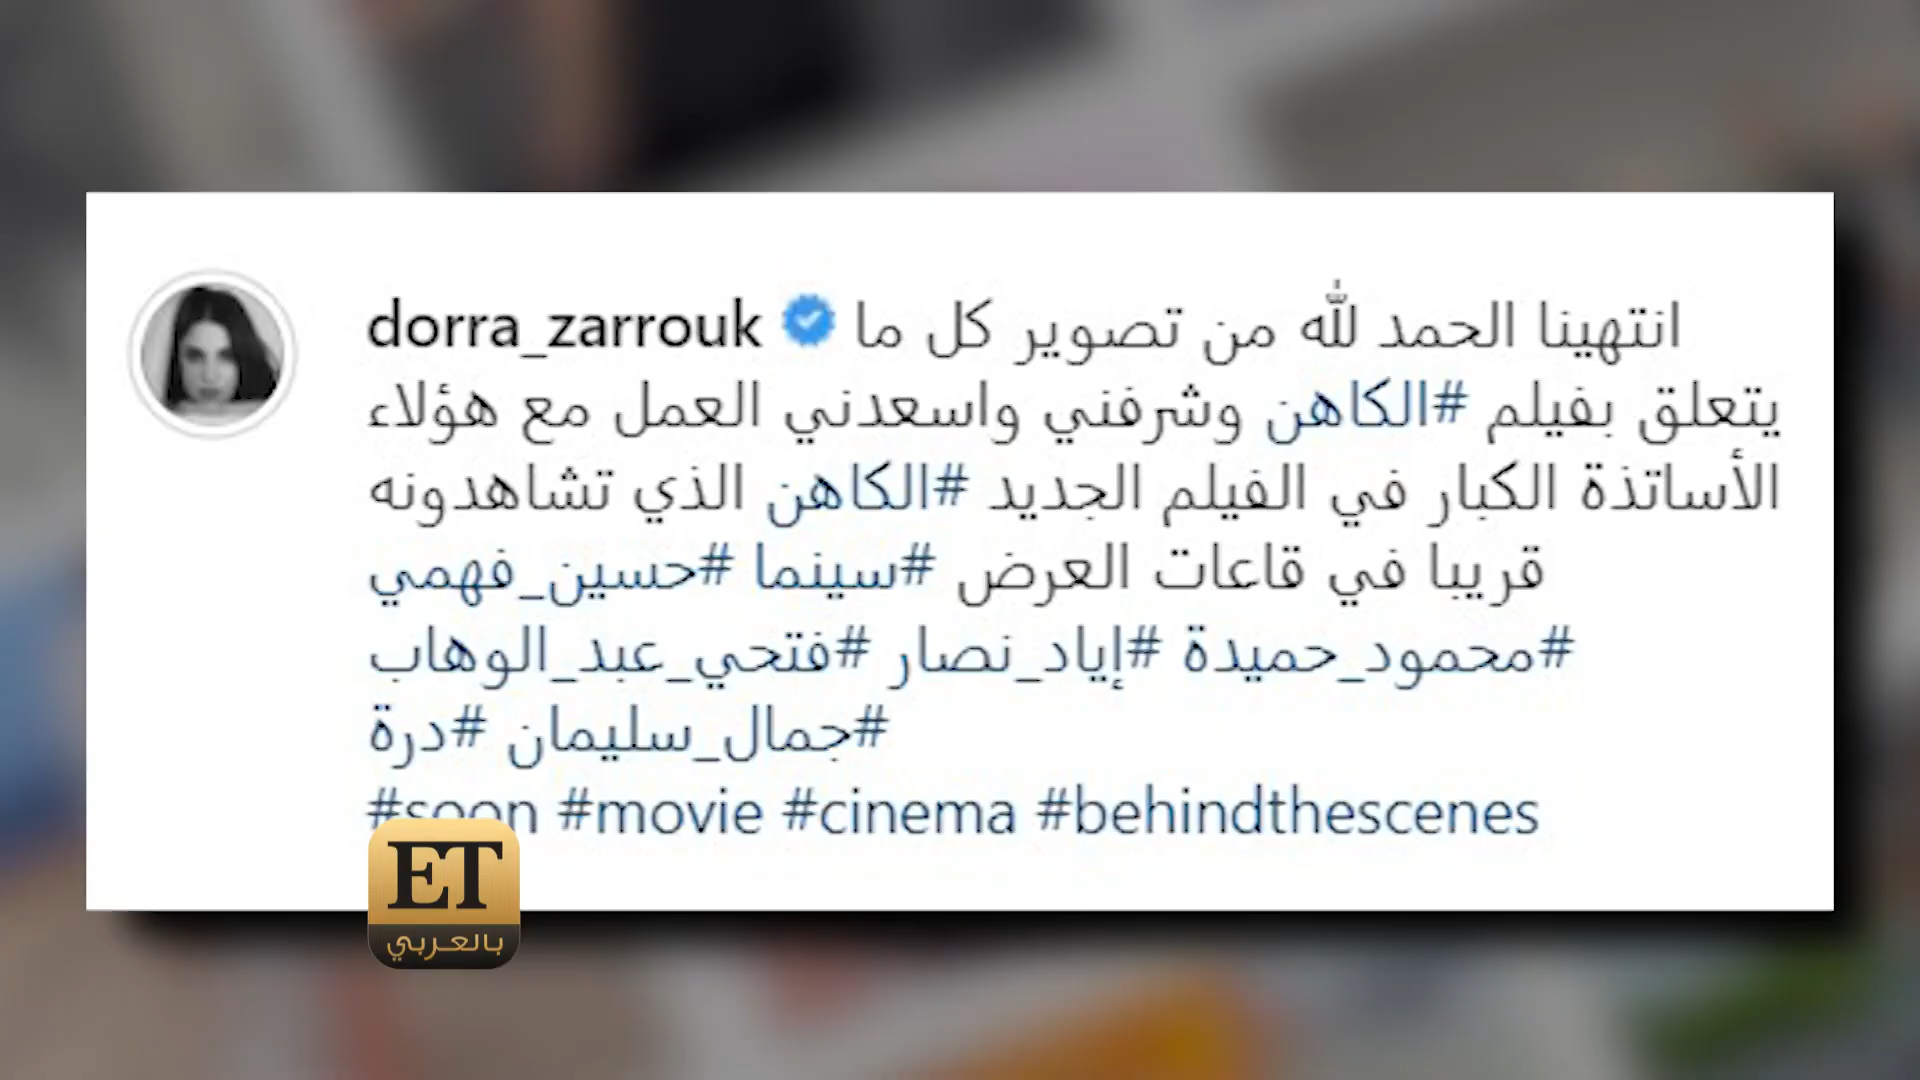 dorra_zarrouk انتهينا الحمد لله من تصوير كل ما
يتعلق بفيلم #الكاهن وشرفني واسعدني العمل مع هؤلاء
الأساتذة الكبار في الفيلم الجديد #الكاهن الذي تشاهدونه
قريبا في قاعات العرض #سينما #حسين_فهمي
#محمود_حميدة #إياد_نصار #فتحي_عبد_الوهاب
#جمال_سليمان #درة
#soon #movie #cinema #behindthescenes
ET
بالعربي